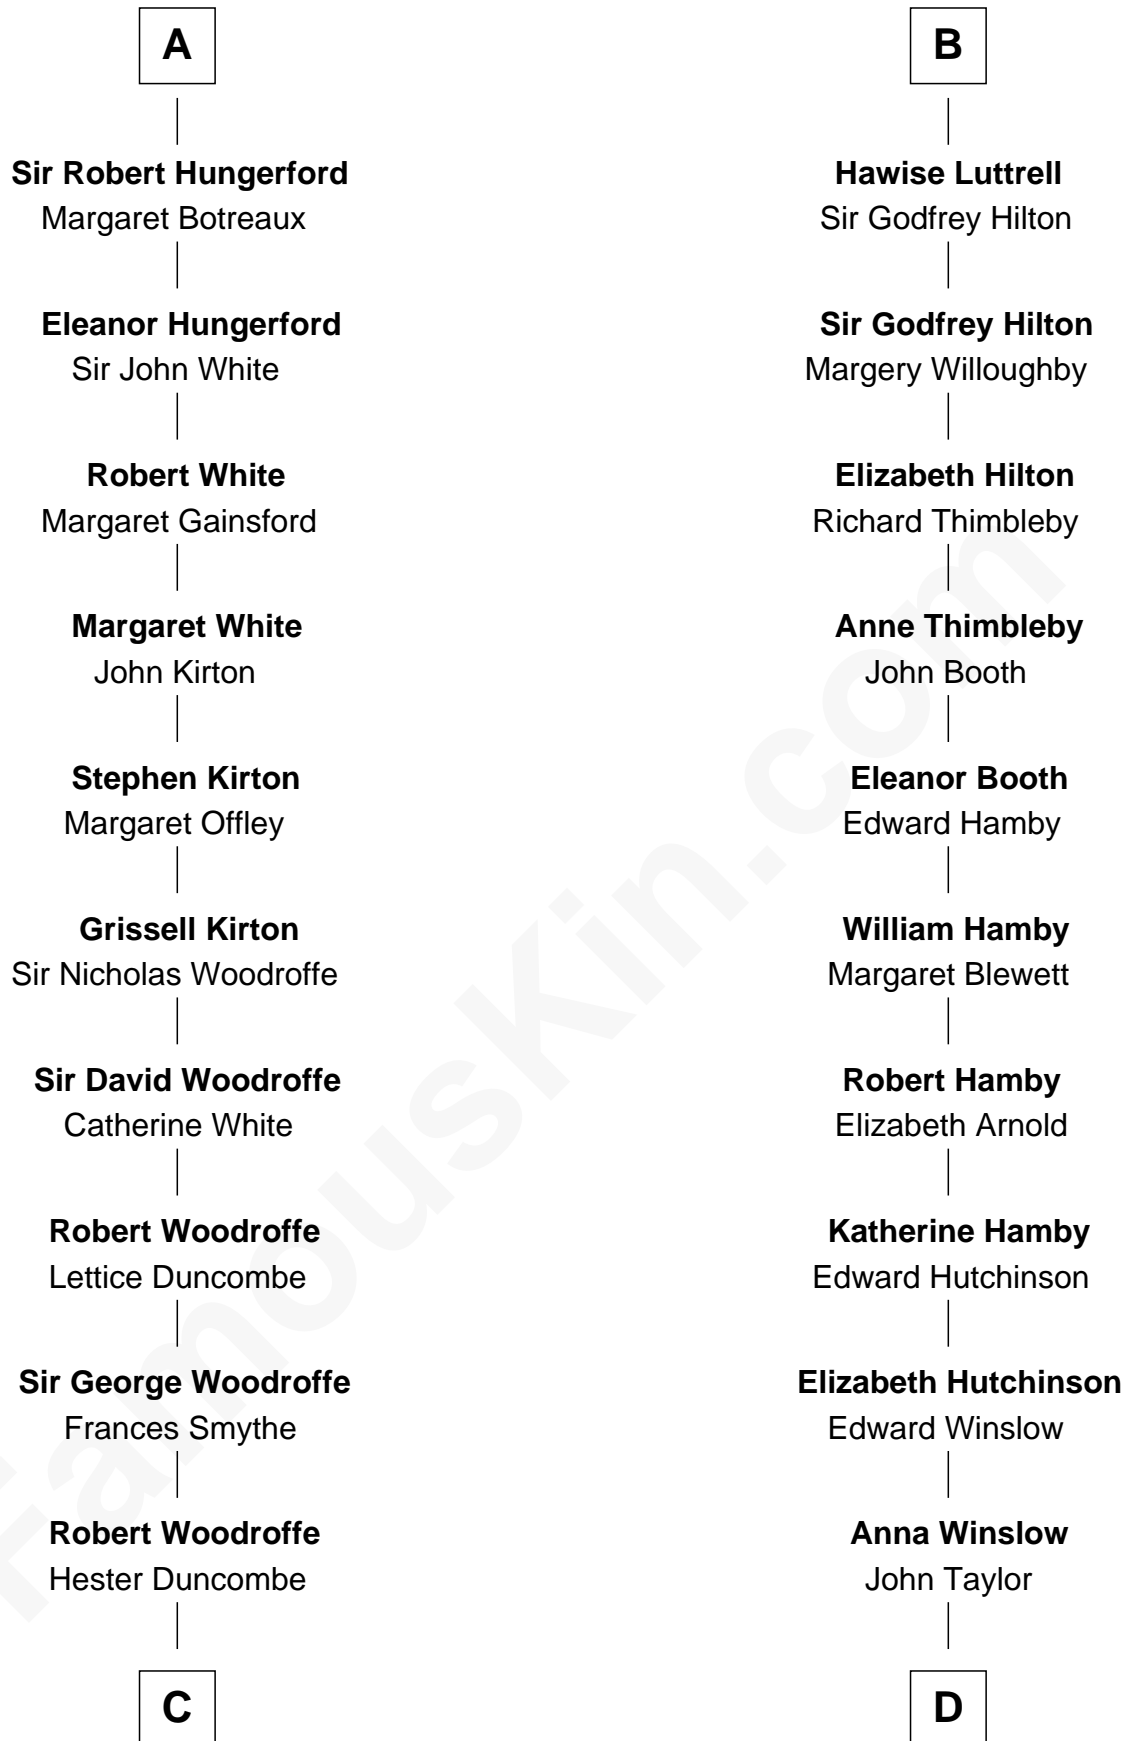 A
Sir Robert Hungerford
Margaret Botreaux
Eleanor Hungerford
Sir John White
Robert White
Margaret Gainsford
Margaret White
John Kirton
Stephen Kirton
Margaret Offley
Grissell Kirton
Sir Nicholas Woodroffe
Sir David Woodroffe
Catherine White
Robert Woodroffe
Lettice Duncombe
Sir George Woodroffe
Frances Smythe
Robert Woodroffe
Hester Duncombe
C
B
Hawise Luttrell
Sir Godfrey Hilton
Sir Godfrey Hilton
Margery Willoughby
Elizabeth Hilton
Richard Thimbleby
Anne Thimbleby
John Booth
Eleanor Booth
Edward Hamby
William Hamby
Margaret Blewett
Robert Hamby
Elizabeth Arnold
Katherine Hamby
Edward Hutchinson
Elizabeth Hutchinson
Edward Winslow
Anna Winslow
John Taylor
D
FamousKin.com